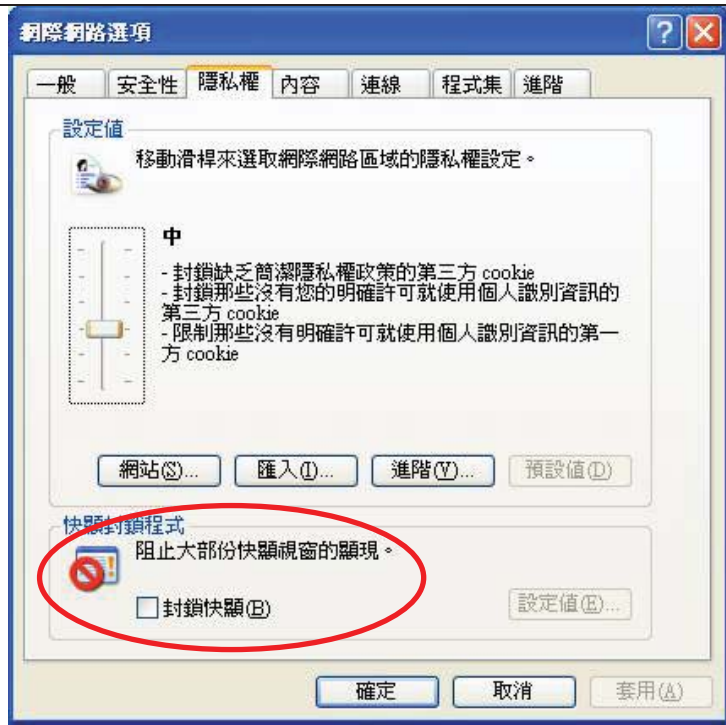 網際網路選項
一般 安全性 隱私權 內容 連線 程式集 進階
設定值
移動滑桿來選取網際網路區域的隱私權設定。
中
- 封鎖缺乏簡潔隱私權政策的第三方 cookie
- 封鎖那些沒有您的明確許可就使用個人識別資訊的
第三方 cookie
- 限制那些沒有明確許可就使用個人識別資訊的第一
方 cookie
網站(S)... 匯入(I)... 進階(V)... 預設值(D)
快顯封鎖程式
阻止大部份快顯視窗的顯現。
封鎖快顯(B) 設定值(E)...
確定 取消 套用(A)